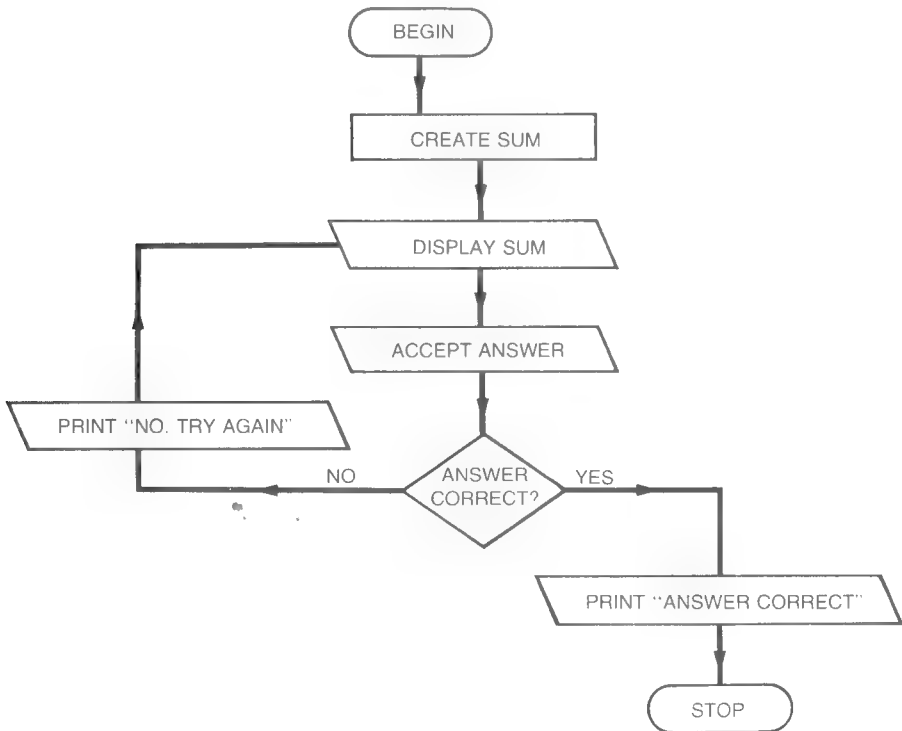 BEGIN
CREATE SUM
DISPLAY SUM
ACCEPT ANSWER
PRINT "NO. TRY AGAIN"
NO
ANSWER
CORRECT?
YES
PRINT "ANSWER CORRECT"
STOP